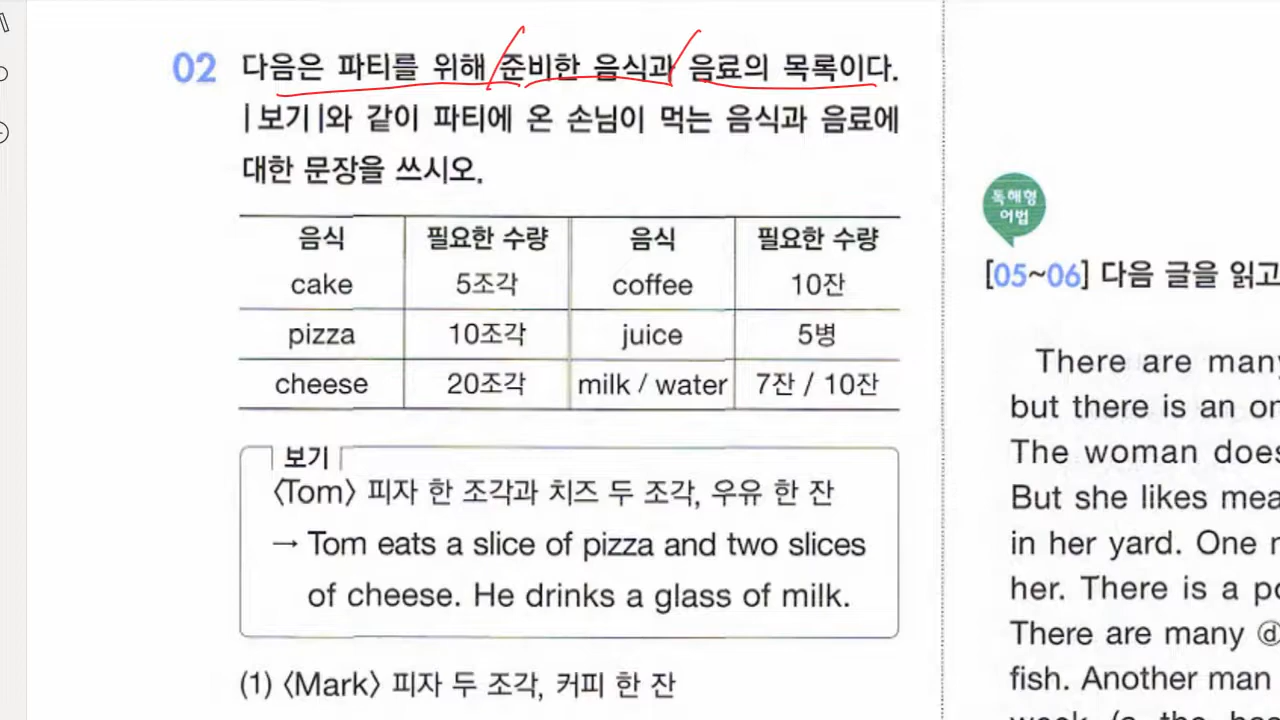 02 다음은 파티를 위해 준비한 음식과 음료의 목록이다.
|보기|와 같이 파티에 온 손님이 먹는 음식과 음료에
대한 문장을 쓰시오.
음식 필요한 수량 음식 필요한 수량
cake 5조각 coffee 10잔
pizza 10조각 juice 5병
cheese 20조각 milk / water 7잔 / 10잔
보기
〈Tom〉 피자 한 조각과 치즈 두 조각, 우유 한 잔
→ Tom eats a slice of pizza and two slices
of cheese. He drinks a glass of milk.
(1) 〈Mark〉 피자 두 조각, 커피 한 잔
독해형
어법
[05~06] 다음 글을 읽고
There are many
but there is an
The woman does
But she likes
in her yard. One
her. There is a
There are many ⓓ
fish. Another man